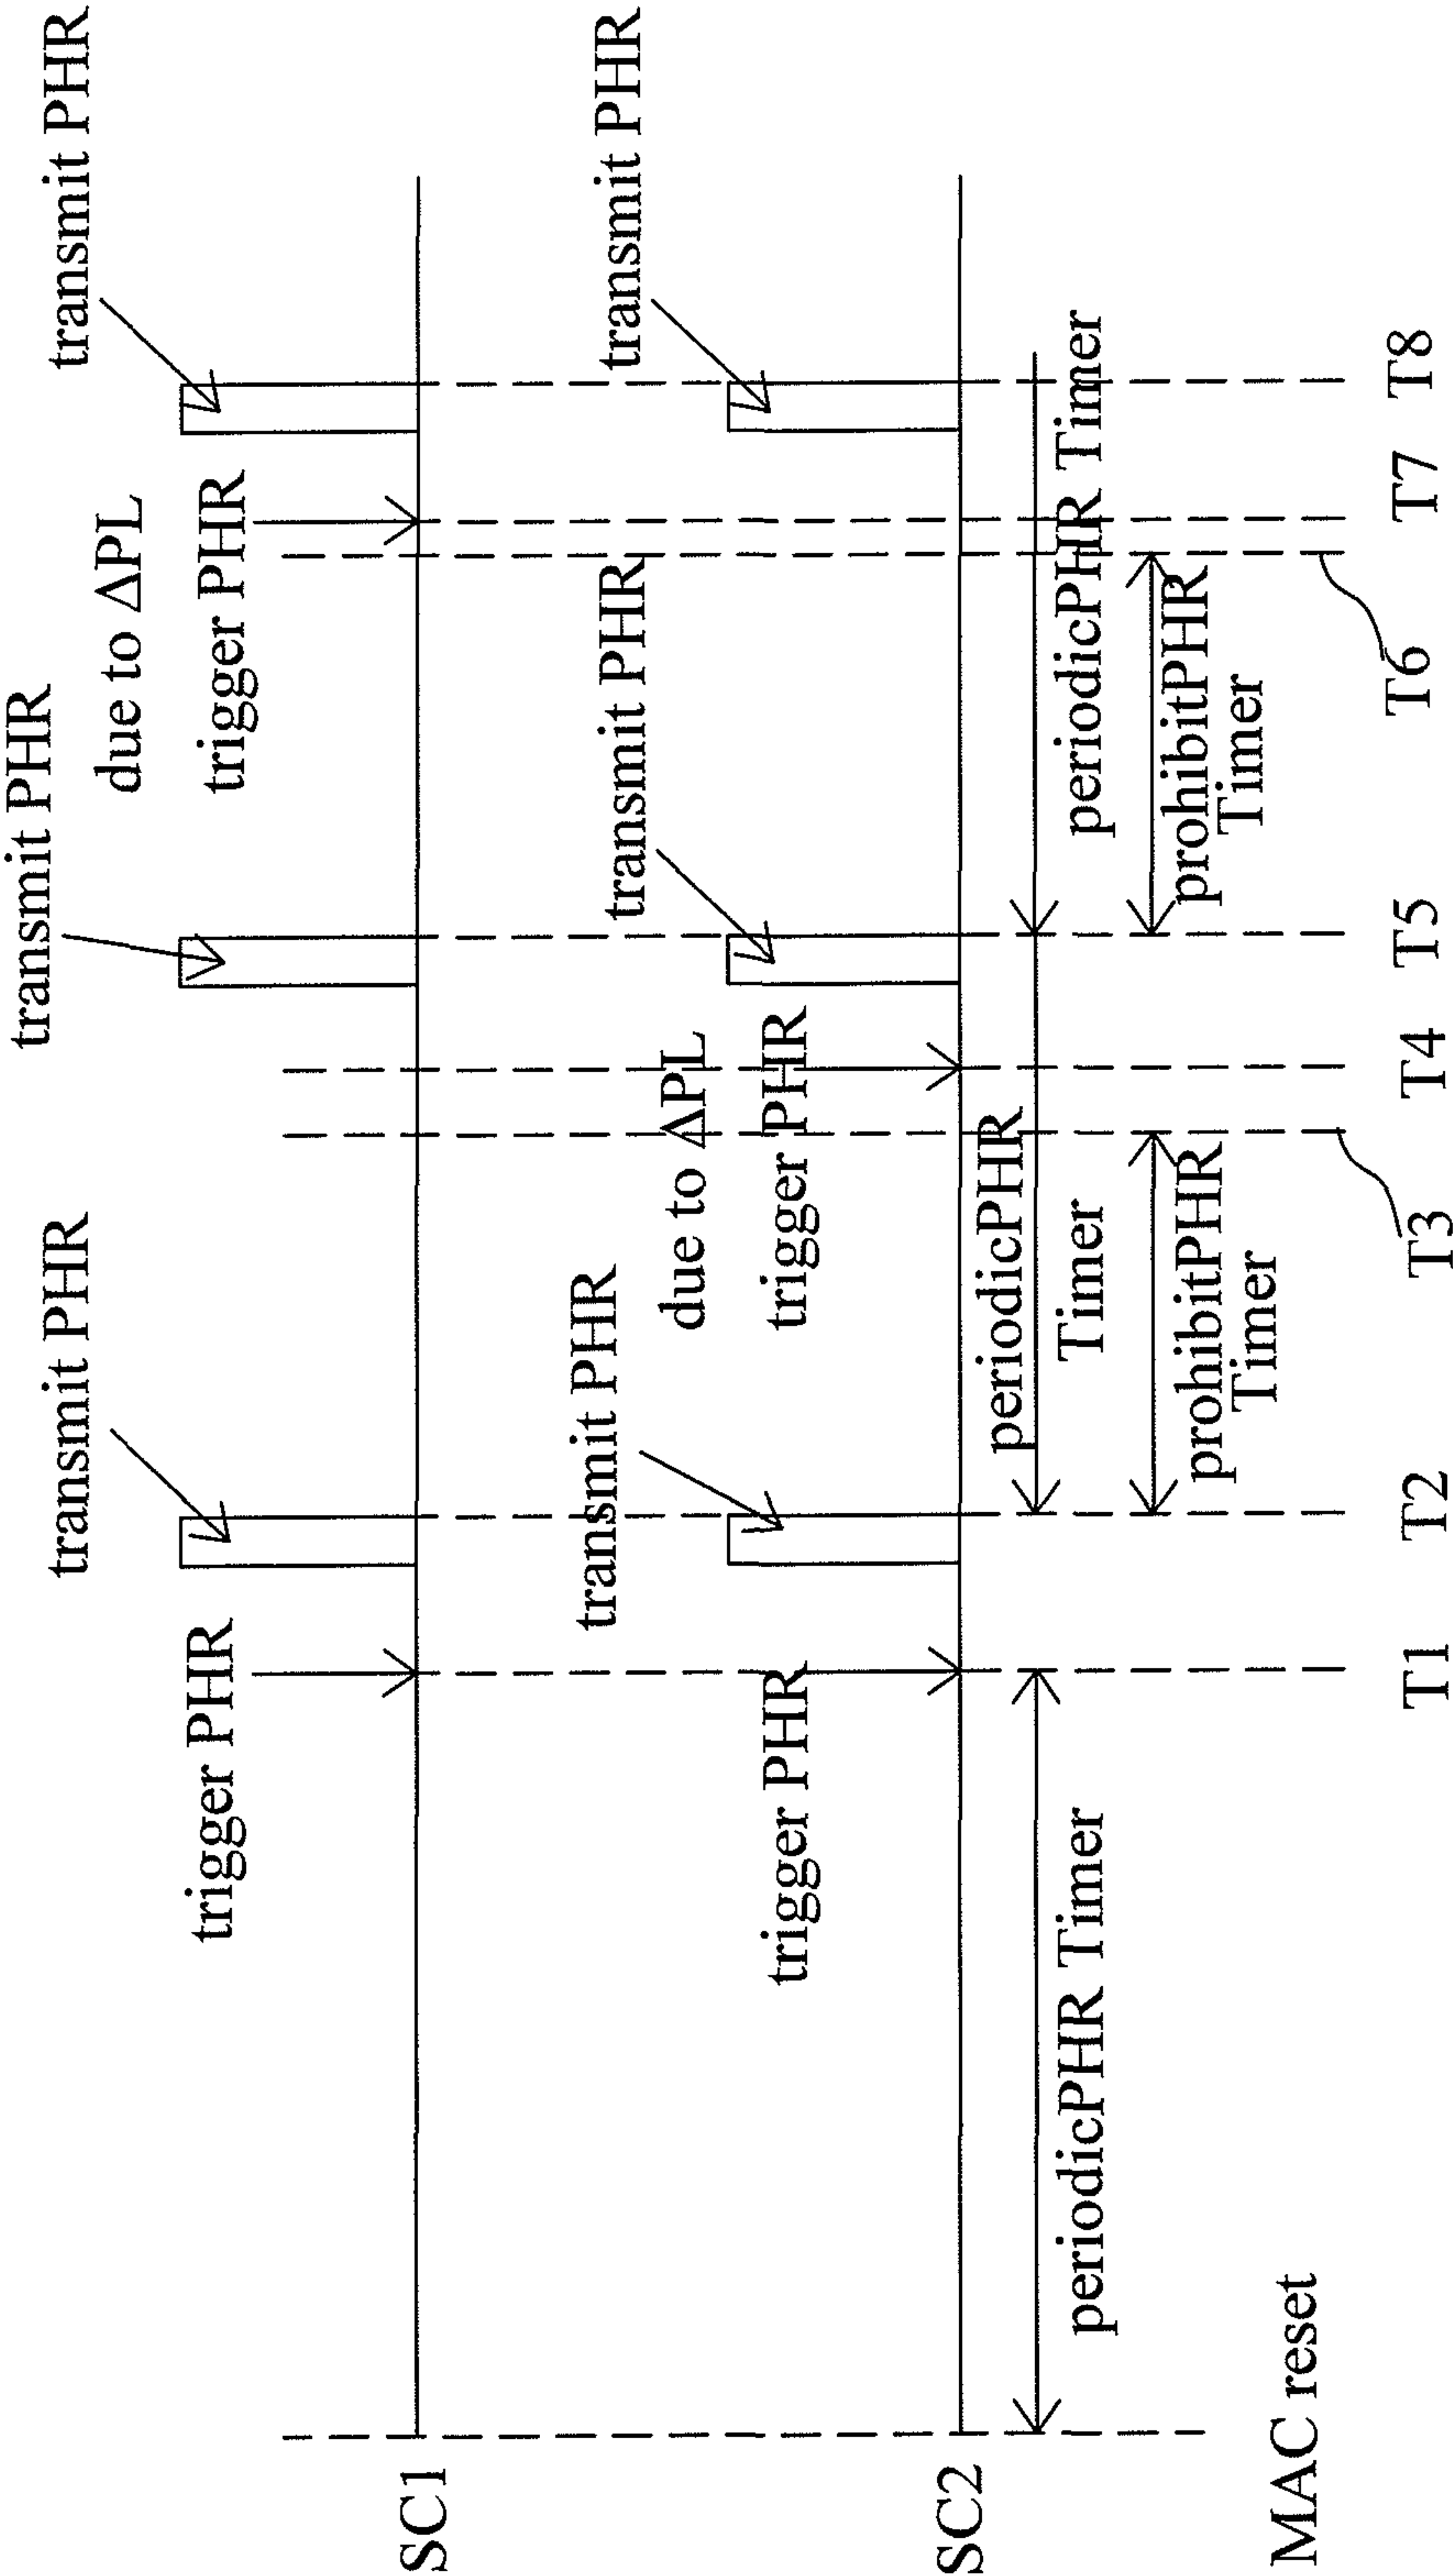 transmit PHR
transmit PHR
transmit PHR
due to ΔPL
trigger PHR
trigger PHR
SC1
transmit PHR
transmit PHR
transmit PHR
due to ΔPL
trigger PHR
trigger PHR
SC2
periodicPHR Timer
periodicPHR
Timer
periodicPHR Timer
prohibitPHR
Timer
prohibitPHR
Timer
MAC reset
T1
T2
T3
T4
T5
T6
T7
T8